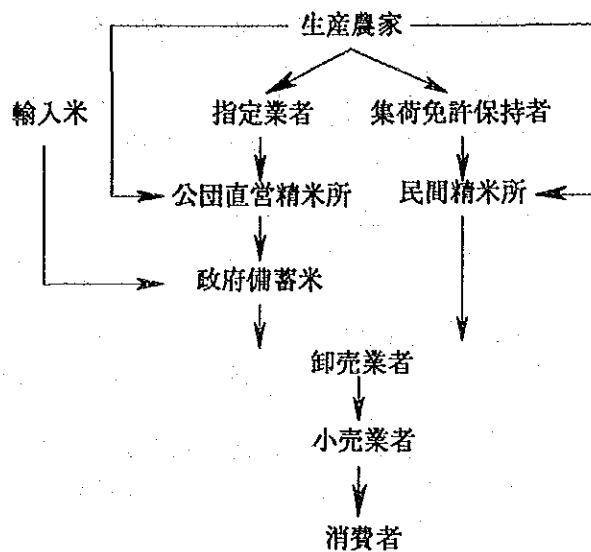 生産農家
輸入米
指定業者
集荷免許保持者
公団直営精米所
民間精米所
政府備蓄米
卸売業者
小売業者
消費者